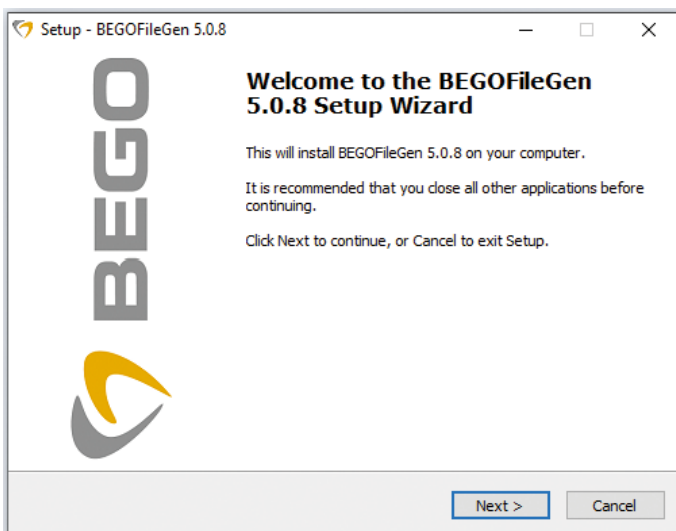 Setup - BEGOFileGen 5.0.8
BEGO
Welcome to the BEGOFileGen
5.0.8 Setup Wizard
This will install BEGOFileGen 5.0.8 on your computer.
It is recommended that you close all other applications before
continuing.
Click Next to continue, or Cancel to exit Setup.
Next >
Cancel